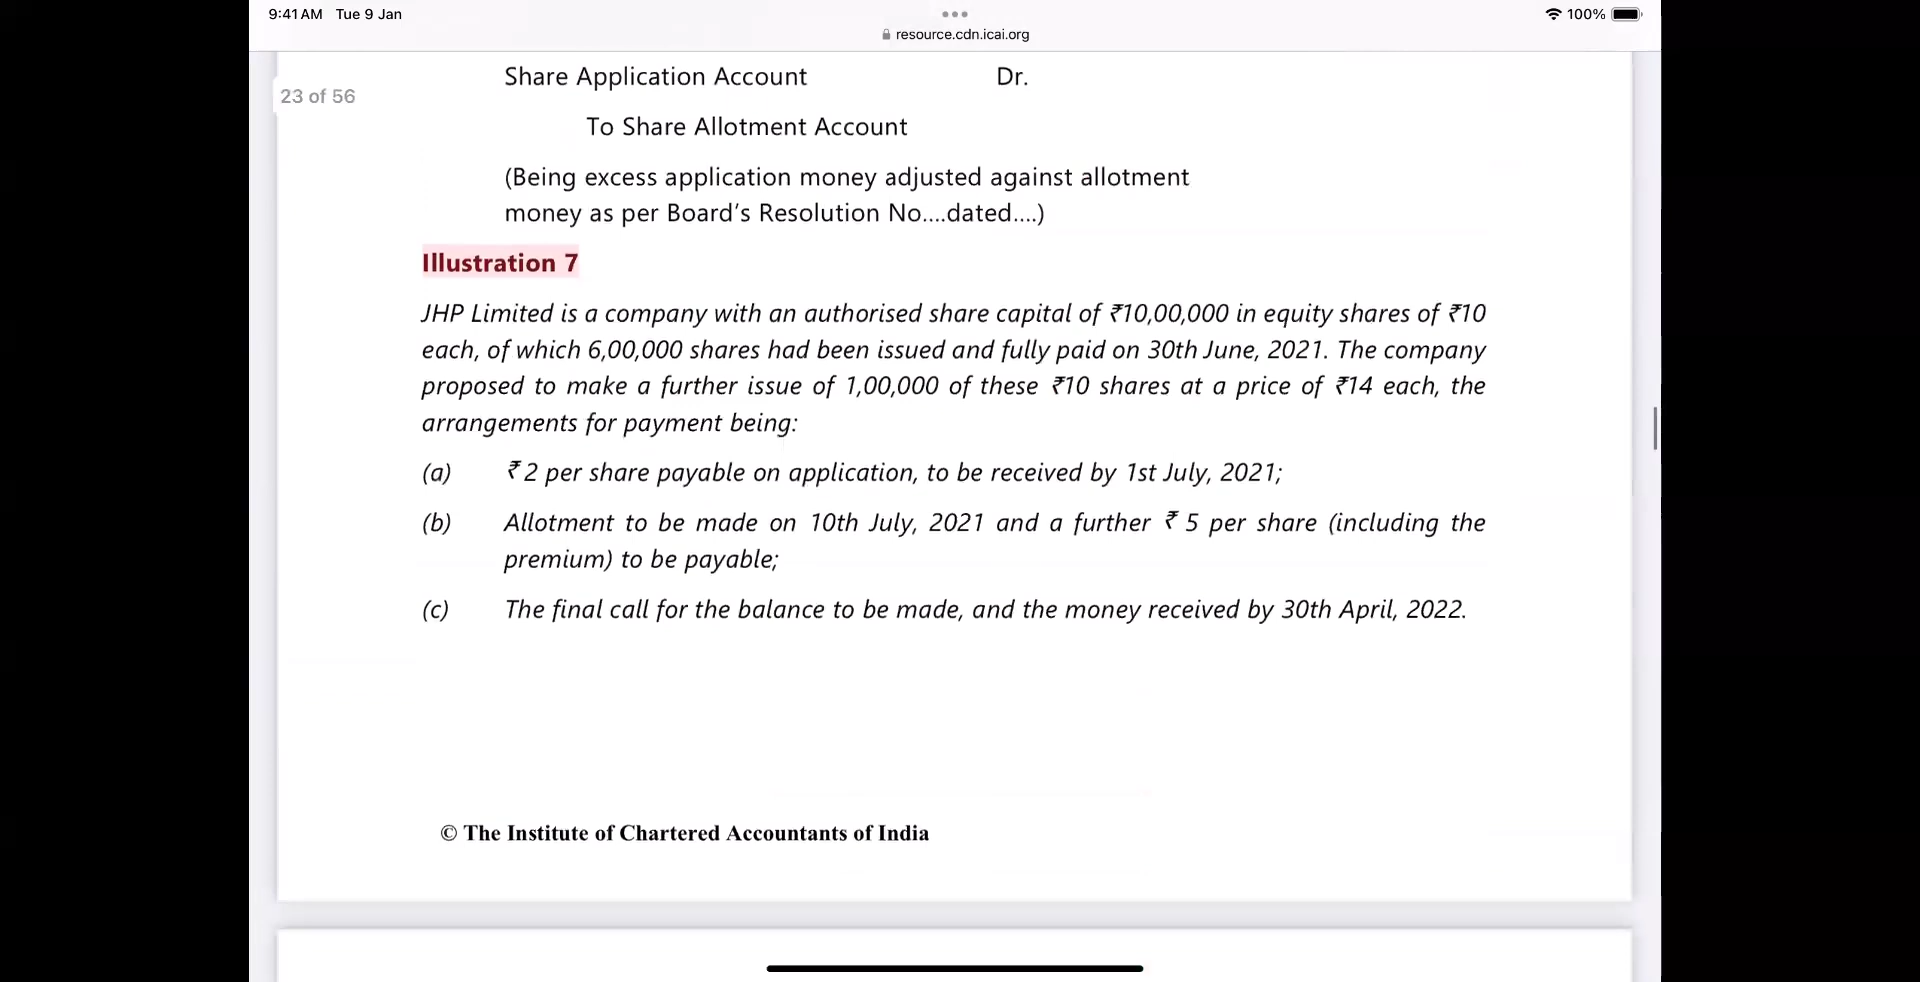 9:41 AM Tue 9 Jan
100%
resource.cdn.icai.org
23 of 56
Share Application Account Dr.
To Share Allotment Account
(Being excess application money adjusted against allotment
money as per Board’s Resolution No....dated....)
Illustration 7
JHP Limited is a company with an authorised share capital of ₹10,00,000 in equity shares of ₹10
each, of which 6,00,000 shares had been issued and fully paid on 30th June, 2021. The company
proposed to make a further issue of 1,00,000 of these ₹10 shares at a price of ₹14 each, the
arrangements for payment being:
(a) ₹ 2 per share payable on application, to be received by 1st July, 2021;
(b) Allotment to be made on 10th July, 2021 and a further ₹ 5 per share (including the
premium) to be payable;
(c) The final call for the balance to be made, and the money received by 30th April, 2022.
© The Institute of Chartered Accountants of India